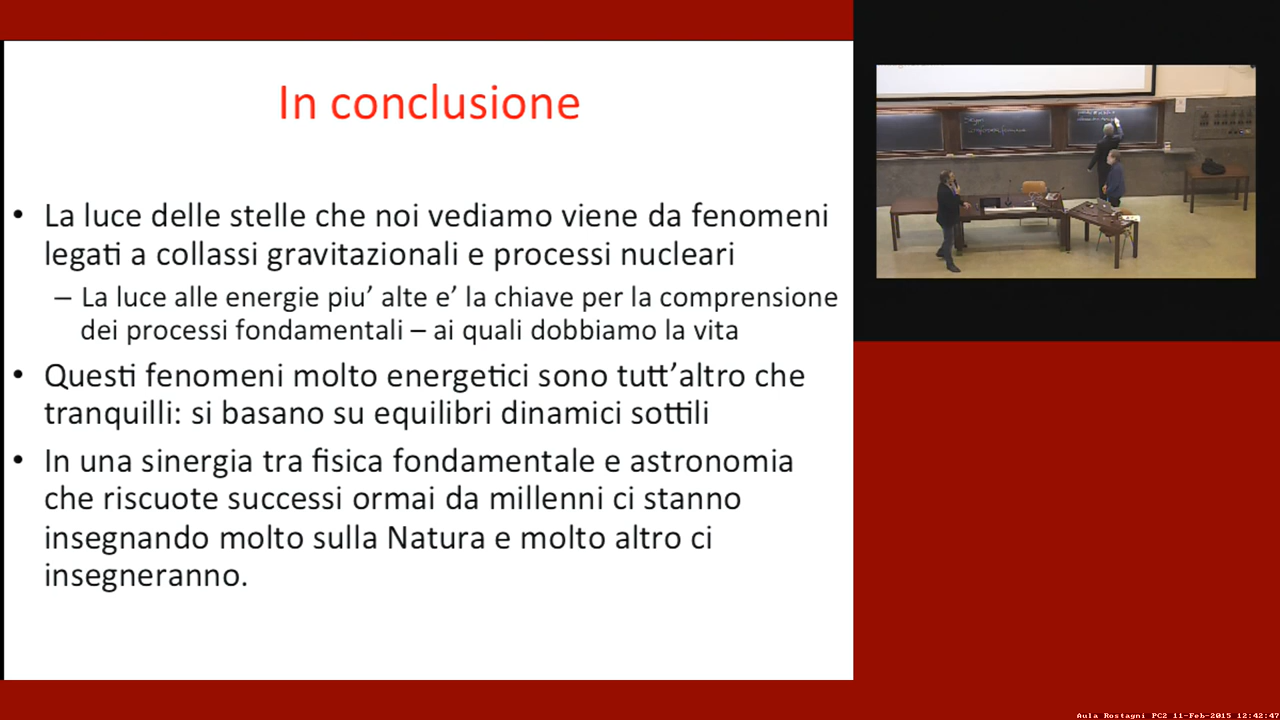 In conclusione
• La luce delle stelle che noi vediamo viene da fenomeni
legati a collassi gravitazionali e processi nucleari
– La luce alle energie piu’ alte e’ la chiave per la comprensione
dei processi fondamentali – ai quali dobbiamo la vita
• Questi fenomeni molto energetici sono tutt’altro che
tranquilli: si basano su equilibri dinamici sottili
• In una sinergia tra fisica fondamentale e astronomia
che riscuote successi ormai da millenni ci stanno
insegnando molto sulla Natura e molto altro ci
insegneranno.
Aula Rostagni PC2 11-Feb-2015 12:42:47